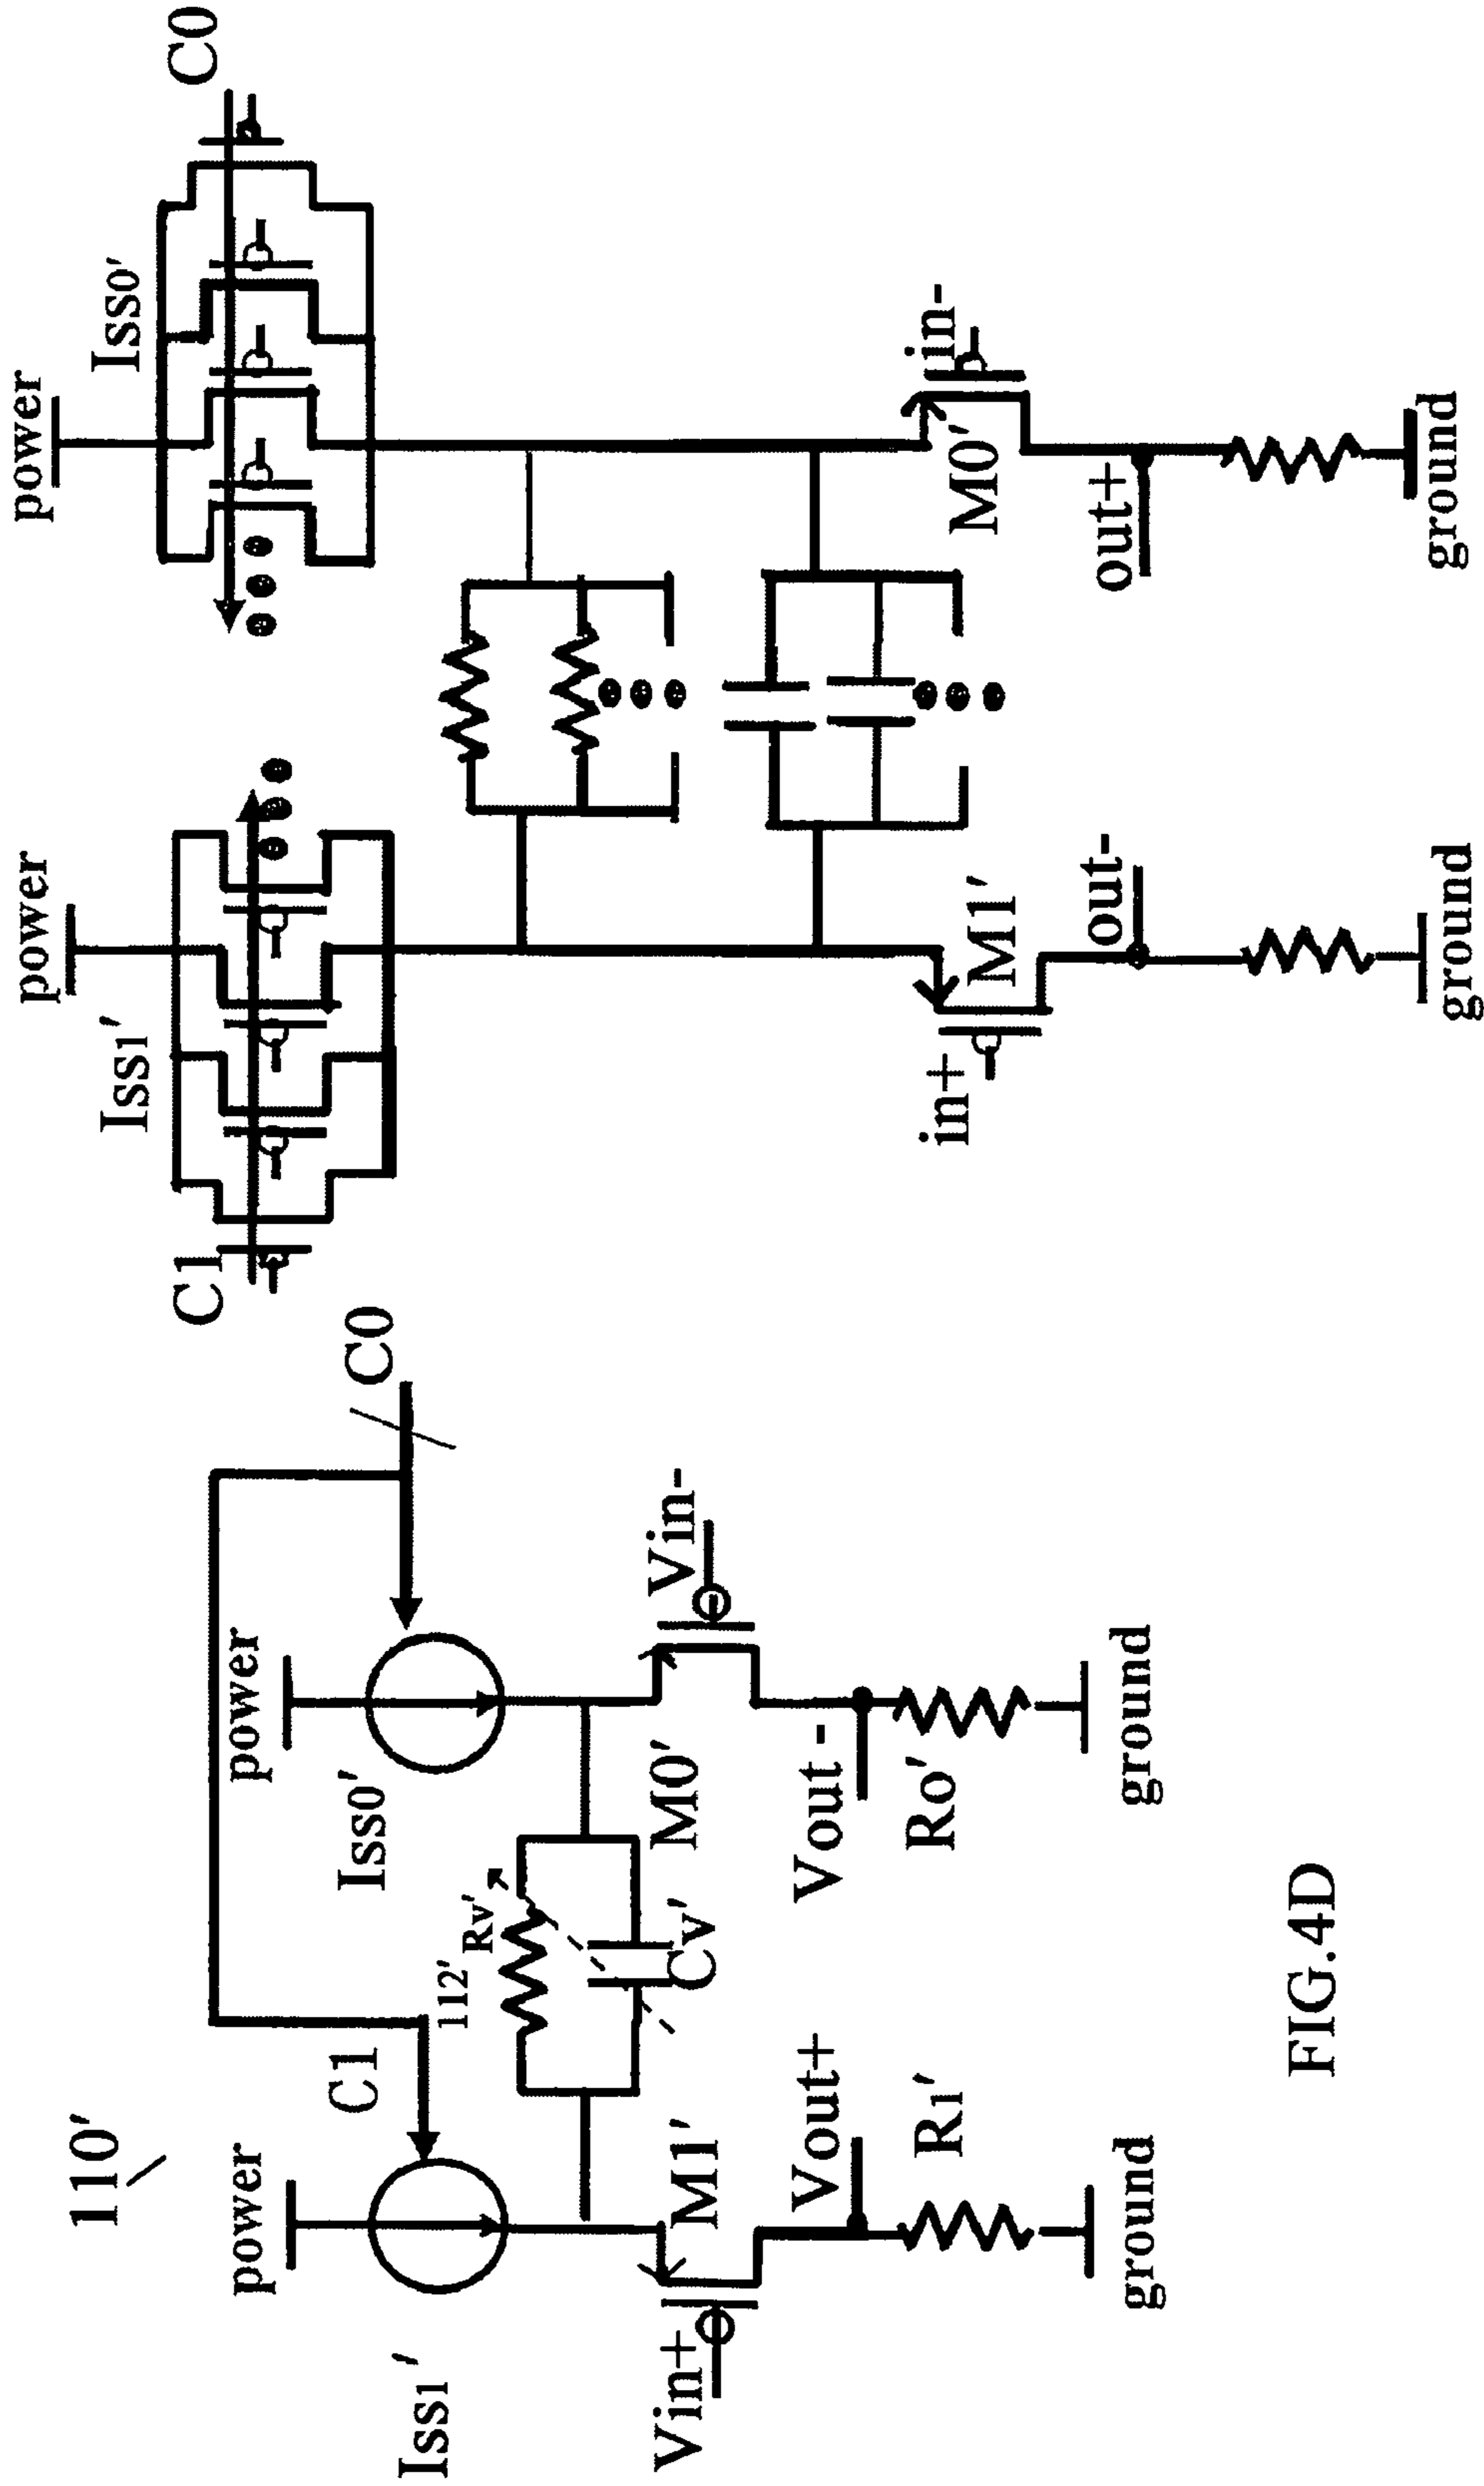 110'
power
power
C1
C0
Iss1'
Iss0'
112'
Rv'
Cv'
Vin+
M1'
M0'
Vin-
Vout+
Vout -
R1'
Ro'
ground
ground
power
power
Iss1'
Iss0'
C1
C0
in+
M1'
M0'
in-
out-
out+
ground
ground
FIG.4D